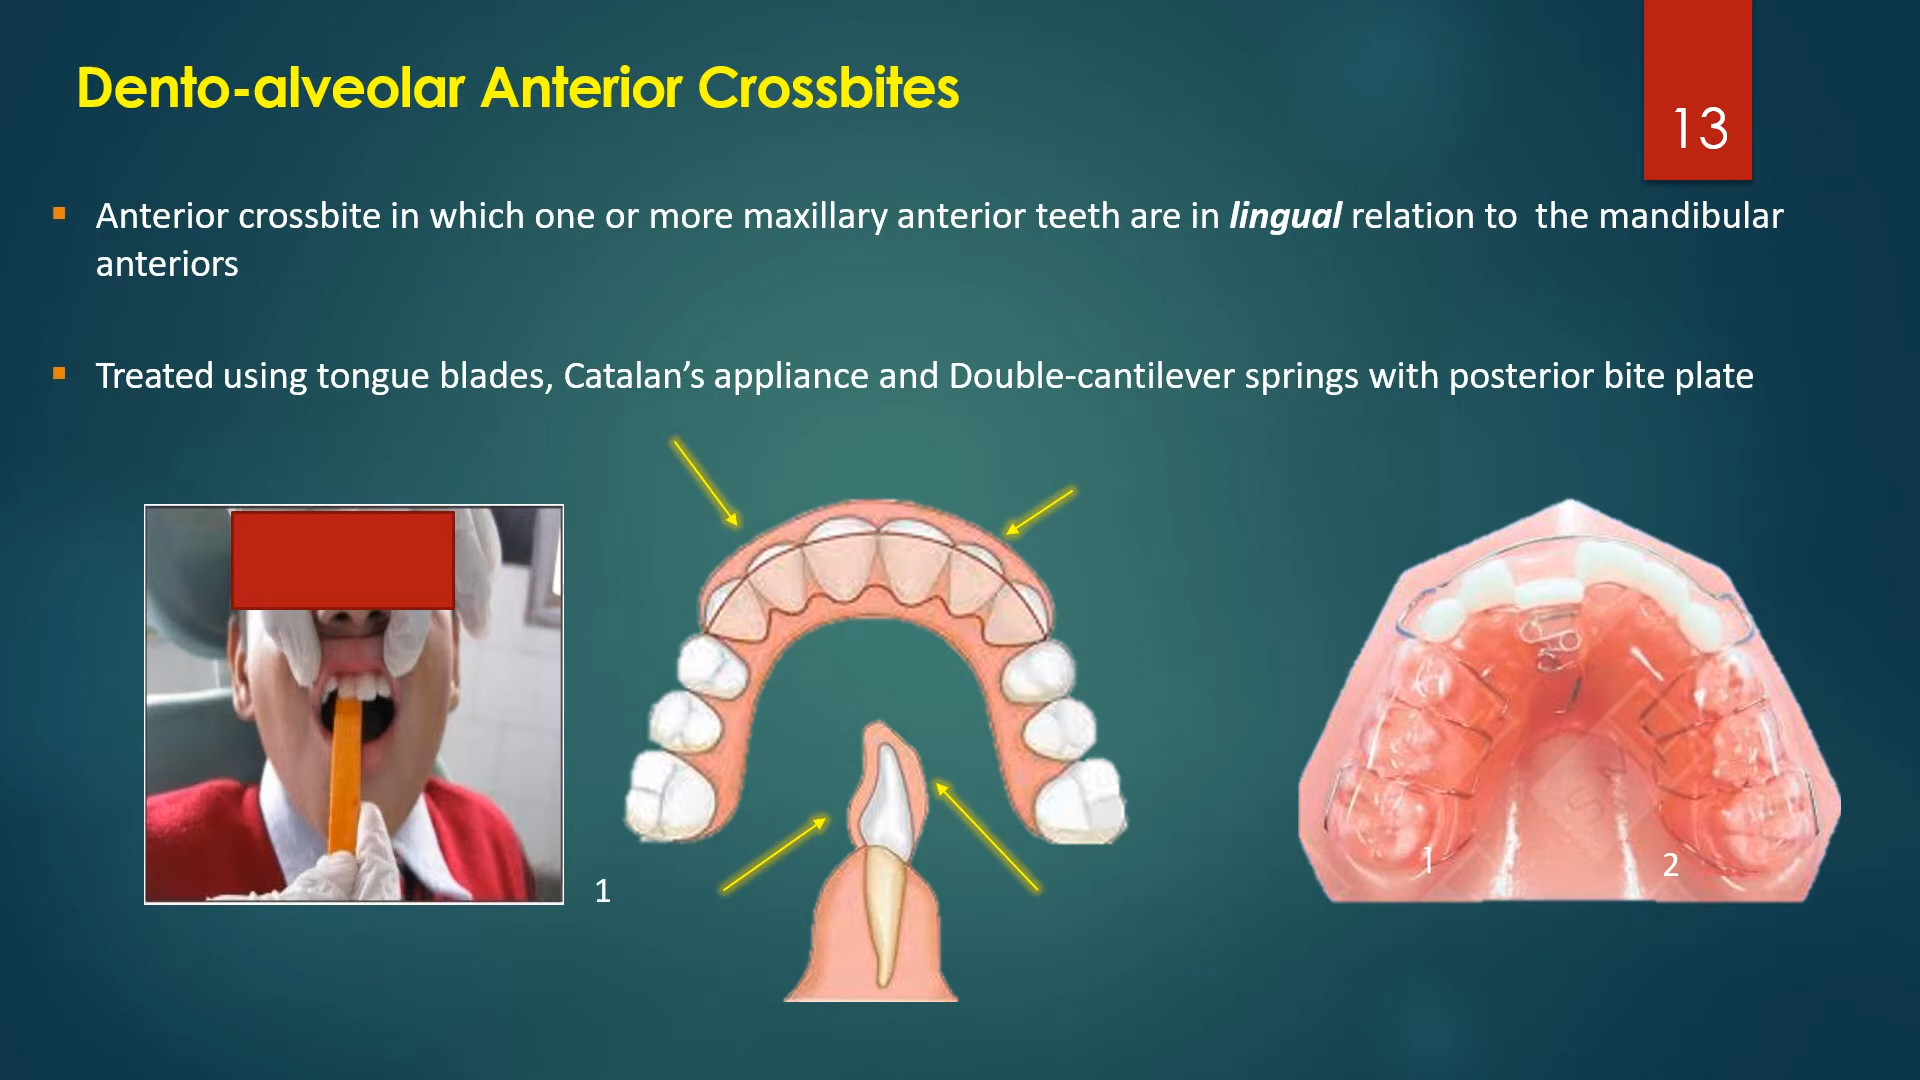 Dento-alveolar Anterior Crossbites
13
Anterior crossbite in which one or more maxillary anterior teeth are in lingual relation to the mandibular
anteriors
Treated using tongue blades, Catalan’s appliance and Double-cantilever springs with posterior bite plate
1
1
2